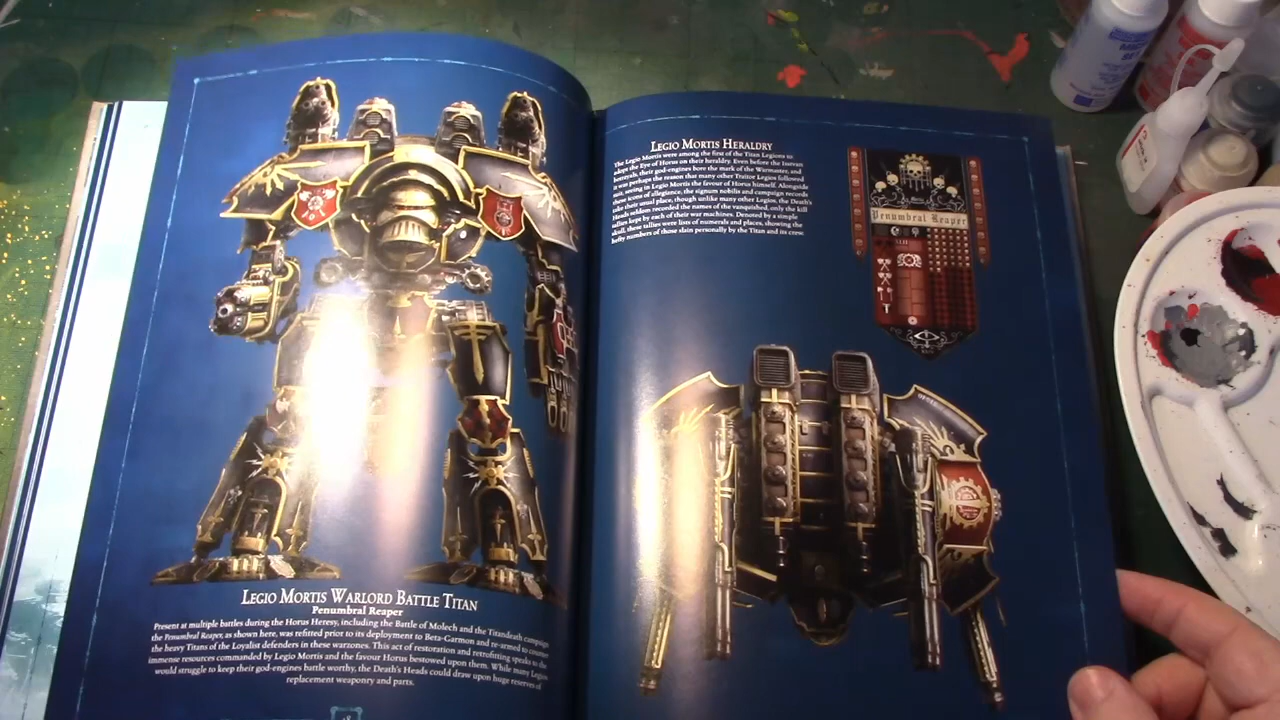 Legio Mortis Warlord Battle Titan
Penumbral Reaper
Present at multiple battles during the Horus Heresy, including the Battle of Molech and the Titandeath campaign
the Penumbral Reaper, as shown here, was refitted prior to its deployment to Beta-Garmon and re-armed to counter
the heavy Titans of the Loyalist defenders in these warzones. This act of restoration and retrofitting speaks to the
immense resources commanded by Legio Mortis and the favour Horus bestowed upon them. While many Legios
would struggle to keep their god-engines battle worthy, the Death's Heads could draw upon huge reserves of
replacement weaponry and parts.
Legio Mortis Heraldry
The Legio Mortis were among the first of the Titan Legions to
adopt the Eye of Horus on their heraldry. Even before the Isstvan
betrayals, their god-engines bore the mark of the Warmaster, and
it was perhaps the reason that many other Traitor Legios followed
suit, seeing in Legio Mortis the favour of Horus himself. Alongside
these icons of allegiance, the signum nobilis and campaign records
take their usual place, though unlike many other Legios, the Death's
Heads seldom recorded the names of the vanquished, only the kill
tallies kept by each of their war machines. Denoted by a simple
skull, these tallies were lists of numerals and places, showing the
hefty numbers of those slain personally by the Titan and its crew.
Penumbral Reaper